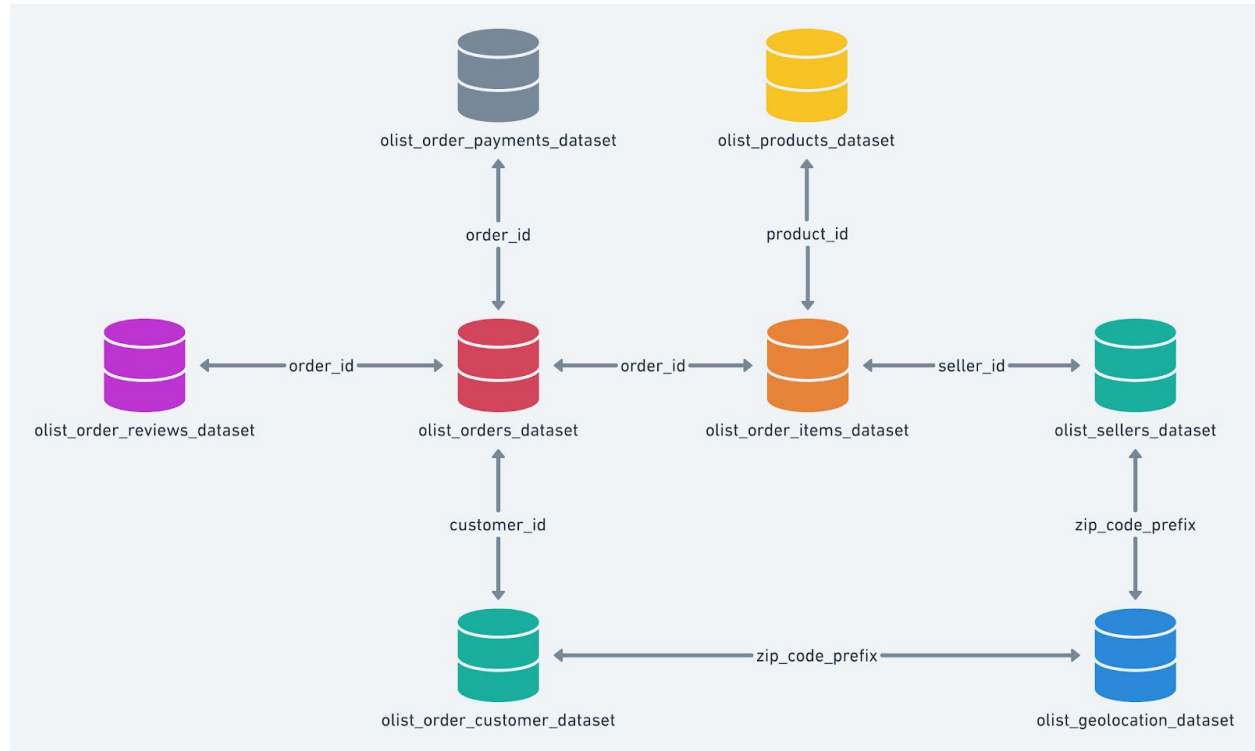 olist_order_payments_dataset
olist_products_dataset
order_id
product_id
order_id
order_id
seller_id
olist_order_reviews_dataset
olist_orders_dataset
olist_order_items_dataset
olist_sellers_dataset
customer_id
zip_code_prefix
zip_code_prefix
olist_order_customer_dataset
olist_geolocation_dataset